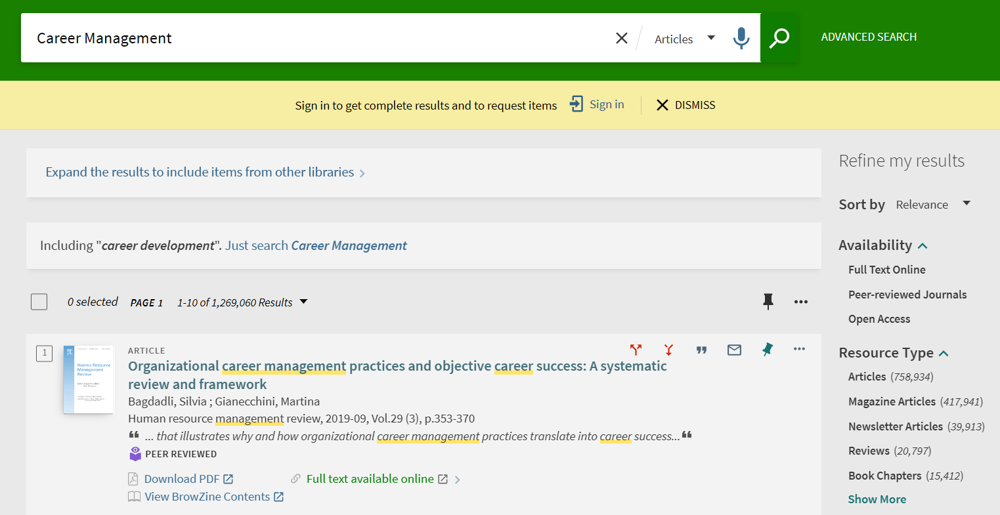 Career Management
Articles
ADVANCED SEARCH
Sign in to get complete results and to request items
Sign in
DISMISS
Expand the results to include items from other libraries
Including "career development". Just search Career Management
0 selected PAGE 1 1-10 of 1,269,060 Results
1
Human Resource
Management
Review
ARTICLE
Organizational career management practices and objective career success: A systematic
review and framework
Bagdadli, Silvia ; Gianecchini, Martina
Human resource management review, 2019-09, Vol.29 (3), p.353-370
... that illustrates why and how organizational career management practices translate into career success...
PEER REVIEWED
Download PDF
Full text available online
View BrowZine Contents
Refine my results
Sort by Relevance
Availability
Full Text Online
Peer-reviewed Journals
Open Access
Resource Type
Articles (758,934)
Magazine Articles (417,941)
Newsletter Articles (39,913)
Reviews (20,797)
Book Chapters (15,412)
Show More